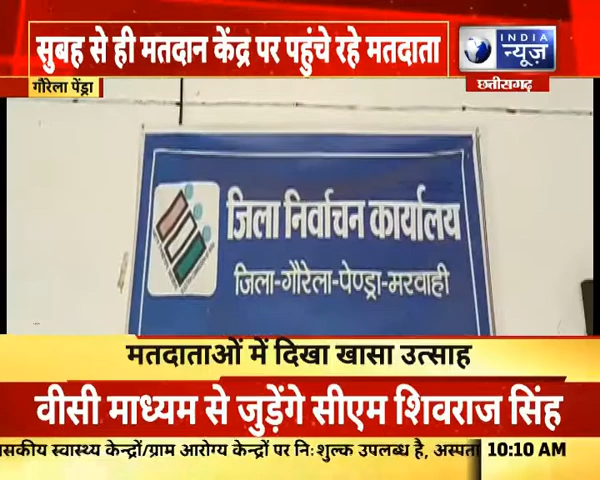 सुबह से ही मतदान केंद्र पर पहुंचे रहे मतदाता
INDIA
न्यूज़
छत्तीसगढ़
गौरेला पेंड्रा
जिला निर्वाचन कार्यालय
जिला-गौरेला-पेण्ड्रा-मरवाही
मतदाताओं में दिखा खासा उत्साह
वीसी माध्यम से जुड़ेंगे सीएम शिवराज सिंह
सकीय स्वास्थ्य केन्द्रों/ग्राम आरोग्य केन्द्रों पर निःशुल्क उपलब्ध है, अस्पता
10:10 AM